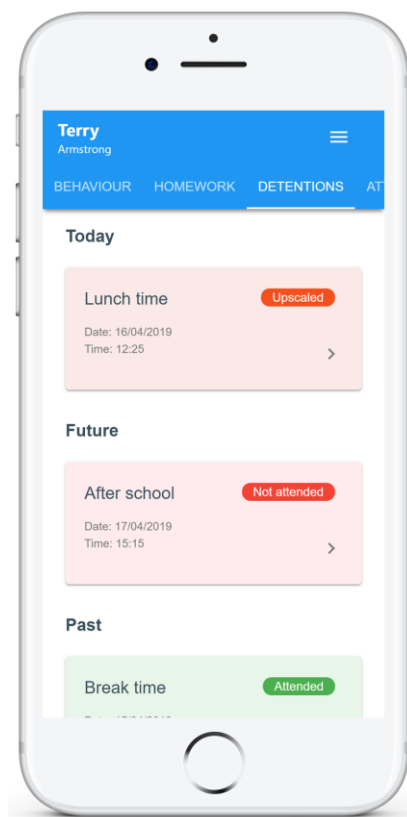 Terry
Armstrong
BEHAVIOUR HOMEWORK DETENTIONS AT
Today
Lunch time Upscaled
Date: 16/04/2019
Time: 12:25
Future
After school Not attended
Date: 17/04/2019
Time: 15:15
Past
Break time Attended